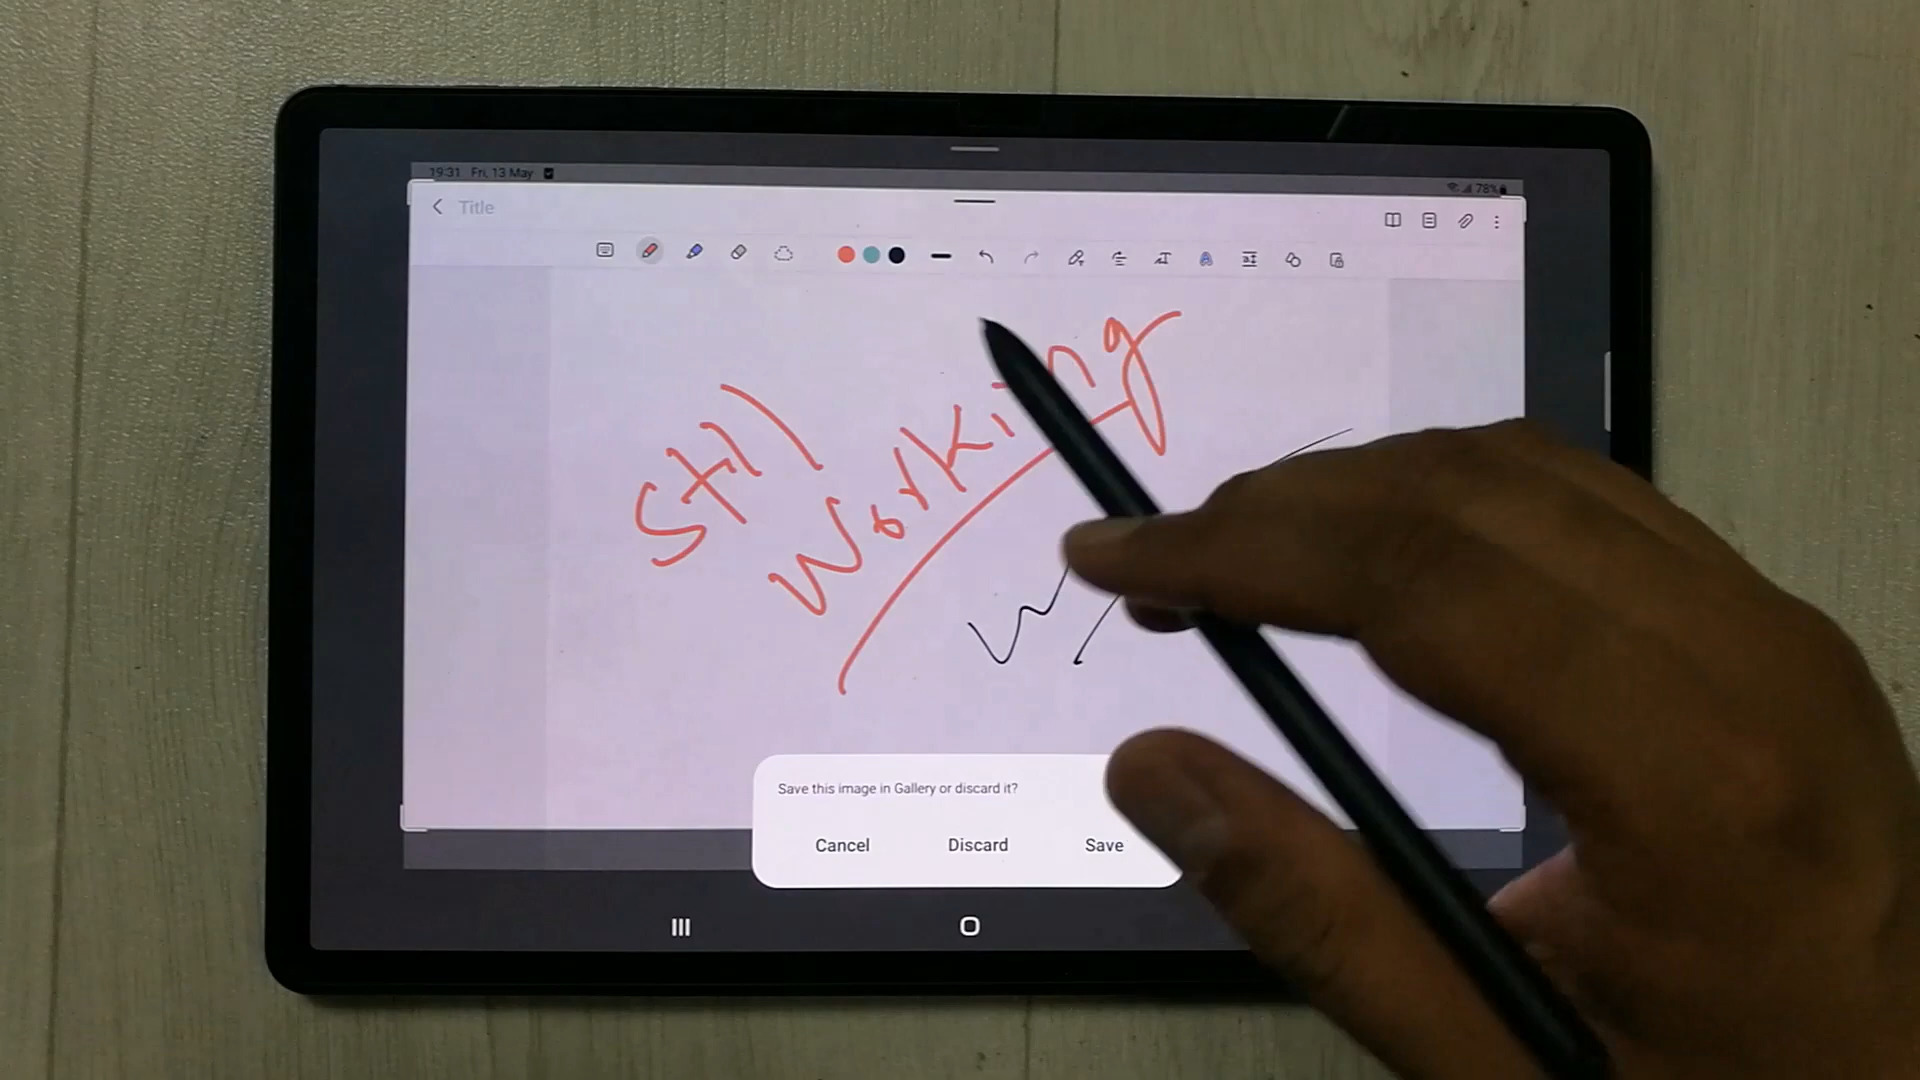 19:31 Fri, 13 May
78%
Title
Still
Working
Save this image in Gallery or discard it?
Cancel Discard Save